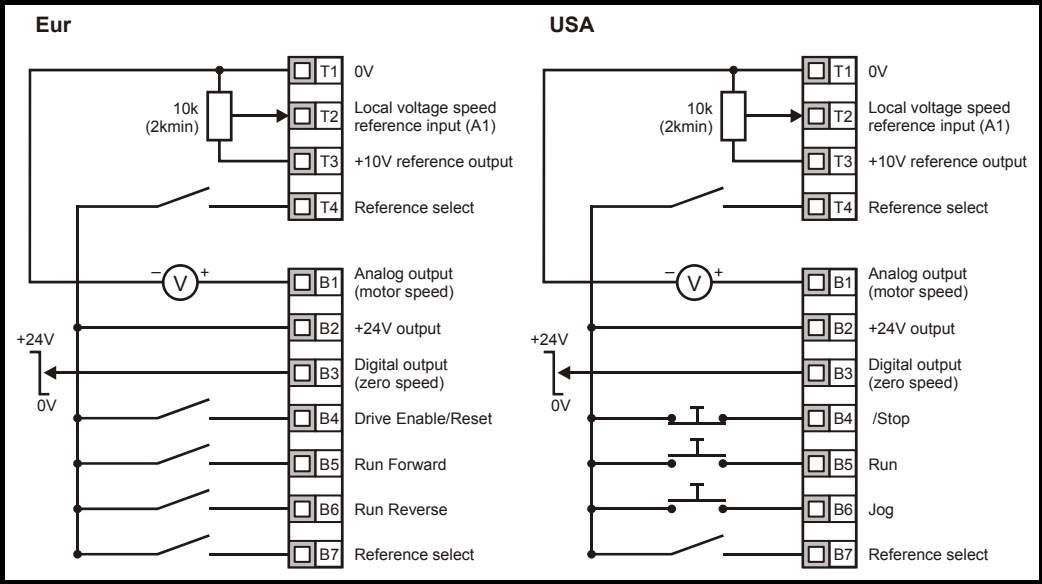 Eur
T1 0V
10k
(2kmin)
T2 Local voltage speed
reference input (A1)
T3 +10V reference output
T4 Reference select
– V +
B1 Analog output
(motor speed)
B2 +24V output
+24V
0V
B3 Digital output
(zero speed)
B4 Drive Enable/Reset
B5 Run Forward
B6 Run Reverse
B7 Reference select
USA
T1 0V
10k
(2kmin)
T2 Local voltage speed
reference input (A1)
T3 +10V reference output
T4 Reference select
– V +
B1 Analog output
(motor speed)
B2 +24V output
+24V
0V
B3 Digital output
(zero speed)
B4 /Stop
B5 Run
B6 Jog
B7 Reference select